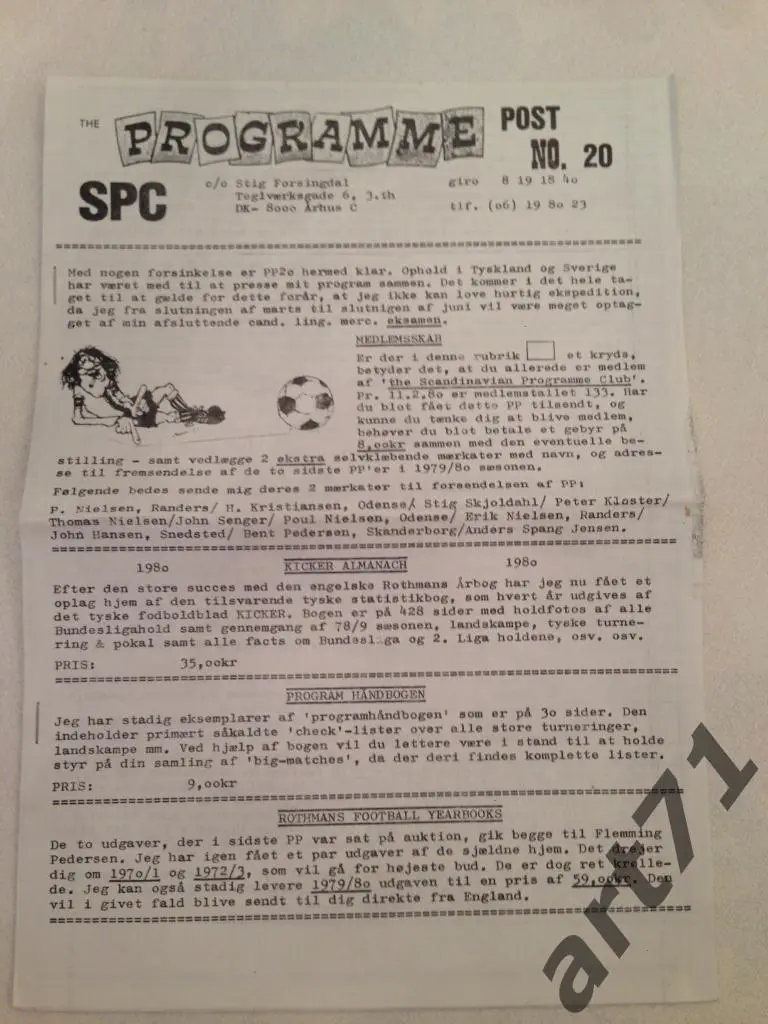 THE PROGRAMME POST
NO. 20
SPC
c/o Stig Forsingdal
Teglværksgade 6, 3.th
DK- 8ooo Århus C
giro 8 19 18 4o
tlf. (o6) 19 8o 23
Med nogen forsinkelse er PP2o hermed klar. Ophold i Tyskland og Sverige
har været med til at presse mit program sammen. Det kommer i det hele ta-
get til at gælde for dette forår, at jeg ikke kan love hurtig ekspedition,
da jeg fra slutningen af marts til slutnigen af juni vil være meget optag-
get af min afsluttende cand. ling. merc. eksamen.
MEDLEMSSKAB
Er der i denne rubrik et kryds,
betyder det, at du allerede er medlem
af 'the Scandinavian Programme Club'.
Pr. 11.2.8o er medlemstallet 133. Har
du blot fået dette PP tilsendt, og
kunne du tænke dig at blive medlem,
behøver du blot betale et gebyr på
8,ookr sammen med den eventuelle be-
stilling - samt vedlægge 2 ekstra selvklæbende mærkater med navn, og adres-
se til fremsendelse af de to sidste PP'er i 1979/8o sæsonen.
Følgende bedes sende mig deres 2 mærkater til forsendelsen af PP:
P. Nielsen, Randers/ H. Kristiansen, Odense/ Stig Skjoldahl/ Peter Kloster/
Thomas Nielsen/John Senger/ Poul Nielsen, Odense/ Erik Nielsen, Randers/
John Hansen, Snedsted/ Bent Pedersen, Skanderborg/Anders Spang Jensen.
198o KICKER ALMANACH 198o
Efter den store succes med den engelske Rothmans Årbog har jeg nu fået et
oplag hjem af den tilsvarende tyske statistikbog, som hvert år udgives af
det tyske fodboldblad KICKER. Bogen er på 428 sider med holdfotos af alle
Bundesligahold samt gennemgang af 78/9 sæsonen, landskampe, tyske turne-
ring & pokal samt alle facts om Bundesliga og 2. Liga holdene, osv. osv.
PRIS: 35,ookr
PROGRAM HÅNDBOGEN
Jeg har stadig eksemplarer af 'programhåndbogen' som er på 3o sider. Den
indeholder primært såkaldte 'check'-lister over alle store turneringer,
landskampe mm. Ved hjælp af bogen vil du lettere være i stand til at holde
styr på din samling af 'big-matches', da der deri findes komplette lister.
PRIS: 9,ookr
ROTHMANS FOOTBALL YEARBOOKS
De to udgaver, der i sidste PP var sat på auktion, gik begge til Flemming
Pedersen. Jeg har igen fået et par udgaver af de sjældne hjem. Det drejer
dig om 197o/1 og 1972/3, som vil gå for højeste bud. De er dog ret krølle-
de. Jeg kan også stadig levere 1979/8o udgaven til en pris af 59,ookr. Den
vil i givet fald blive sendt til dig direkte fra England.
art71